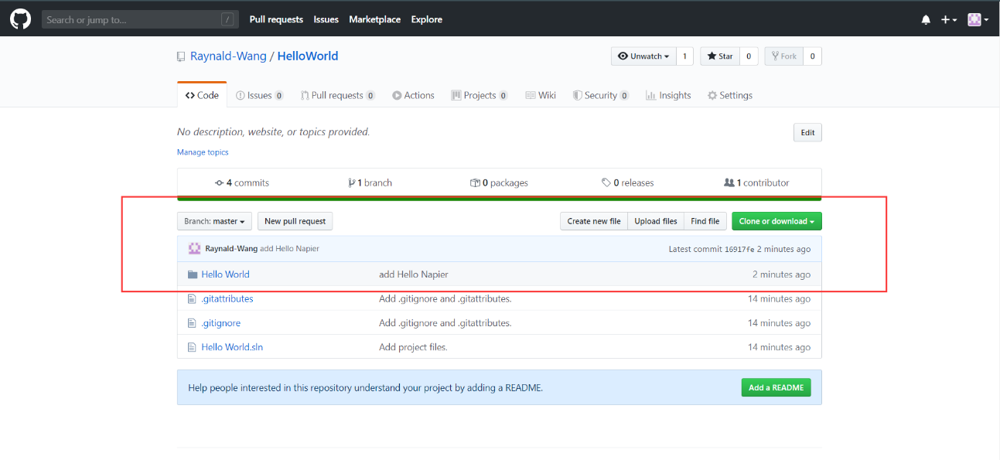 Search or jump to... / Pull requests Issues Marketplace Explore
Raynald-Wang / HelloWorld Unwatch 1 Star 0 Fork 0
Code Issues 0 Pull requests 0 Actions Projects 0 Wiki Security 0 Insights Settings
No description, website, or topics provided. Edit
Manage topics
4 commits 1 branch 0 packages 0 releases 1 contributor
Branch: master New pull request Create new file Upload files Find file Clone or download
Raynald-Wang add Hello Napier Latest commit 16917fe 2 minutes ago
Hello World add Hello Napier 2 minutes ago
.gitattributes Add .gitignore and .gitattributes. 14 minutes ago
.gitignore Add .gitignore and .gitattributes. 14 minutes ago
Hello World.sln Add project files. 14 minutes ago
Help people interested in this repository understand your project by adding a README. Add a README